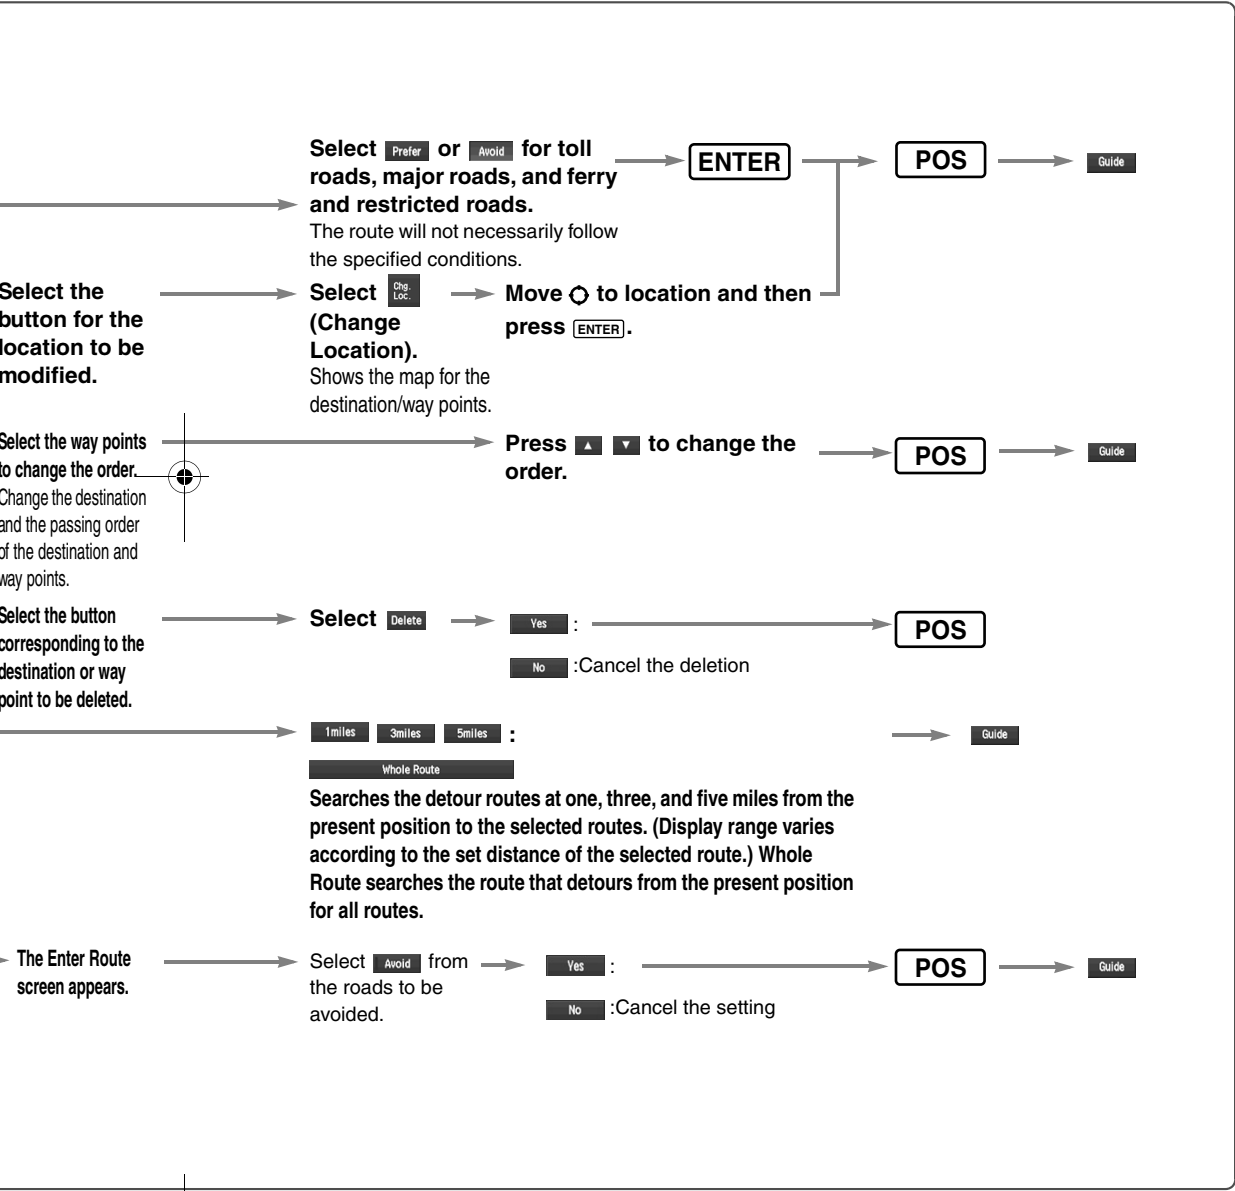 Select Prefer or Avoid for toll
roads, major roads, and ferry
and restricted roads.
The route will not necessarily follow
the specified conditions.
ENTER
POS
Guide
Select the
button for the
location to be
modified.
Select Chg.
Loc.
(Change
Location).
Shows the map for the
destination/way points.
Move to location and then
press ENTER.
Select the way points
to change the order.
Change the destination
and the passing order
of the destination and
way points.
Press ▲ ▼ to change the
order.
POS
Guide
Select the button
corresponding to the
destination or way
point to be deleted.
Select Delete
Yes :
No :Cancel the deletion
POS
1miles 3miles 5miles :
Whole Route
Guide
Searches the detour routes at one, three, and five miles from the
present position to the selected routes. (Display range varies
according to the set distance of the selected route.) Whole
Route searches the route that detours from the present position
for all routes.
The Enter Route
screen appears.
Select Avoid from
the roads to be
avoided.
Yes :
No :Cancel the setting
POS
Guide